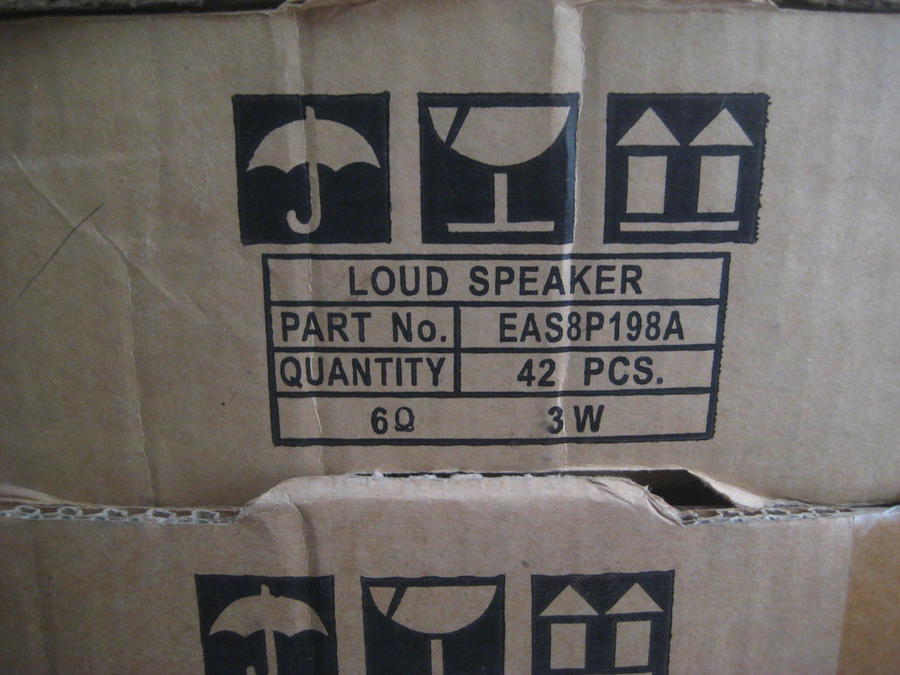 LOUD SPEAKER
PART No. EAS8P198A
QUANTITY 42 PCS.
6Ω 3W